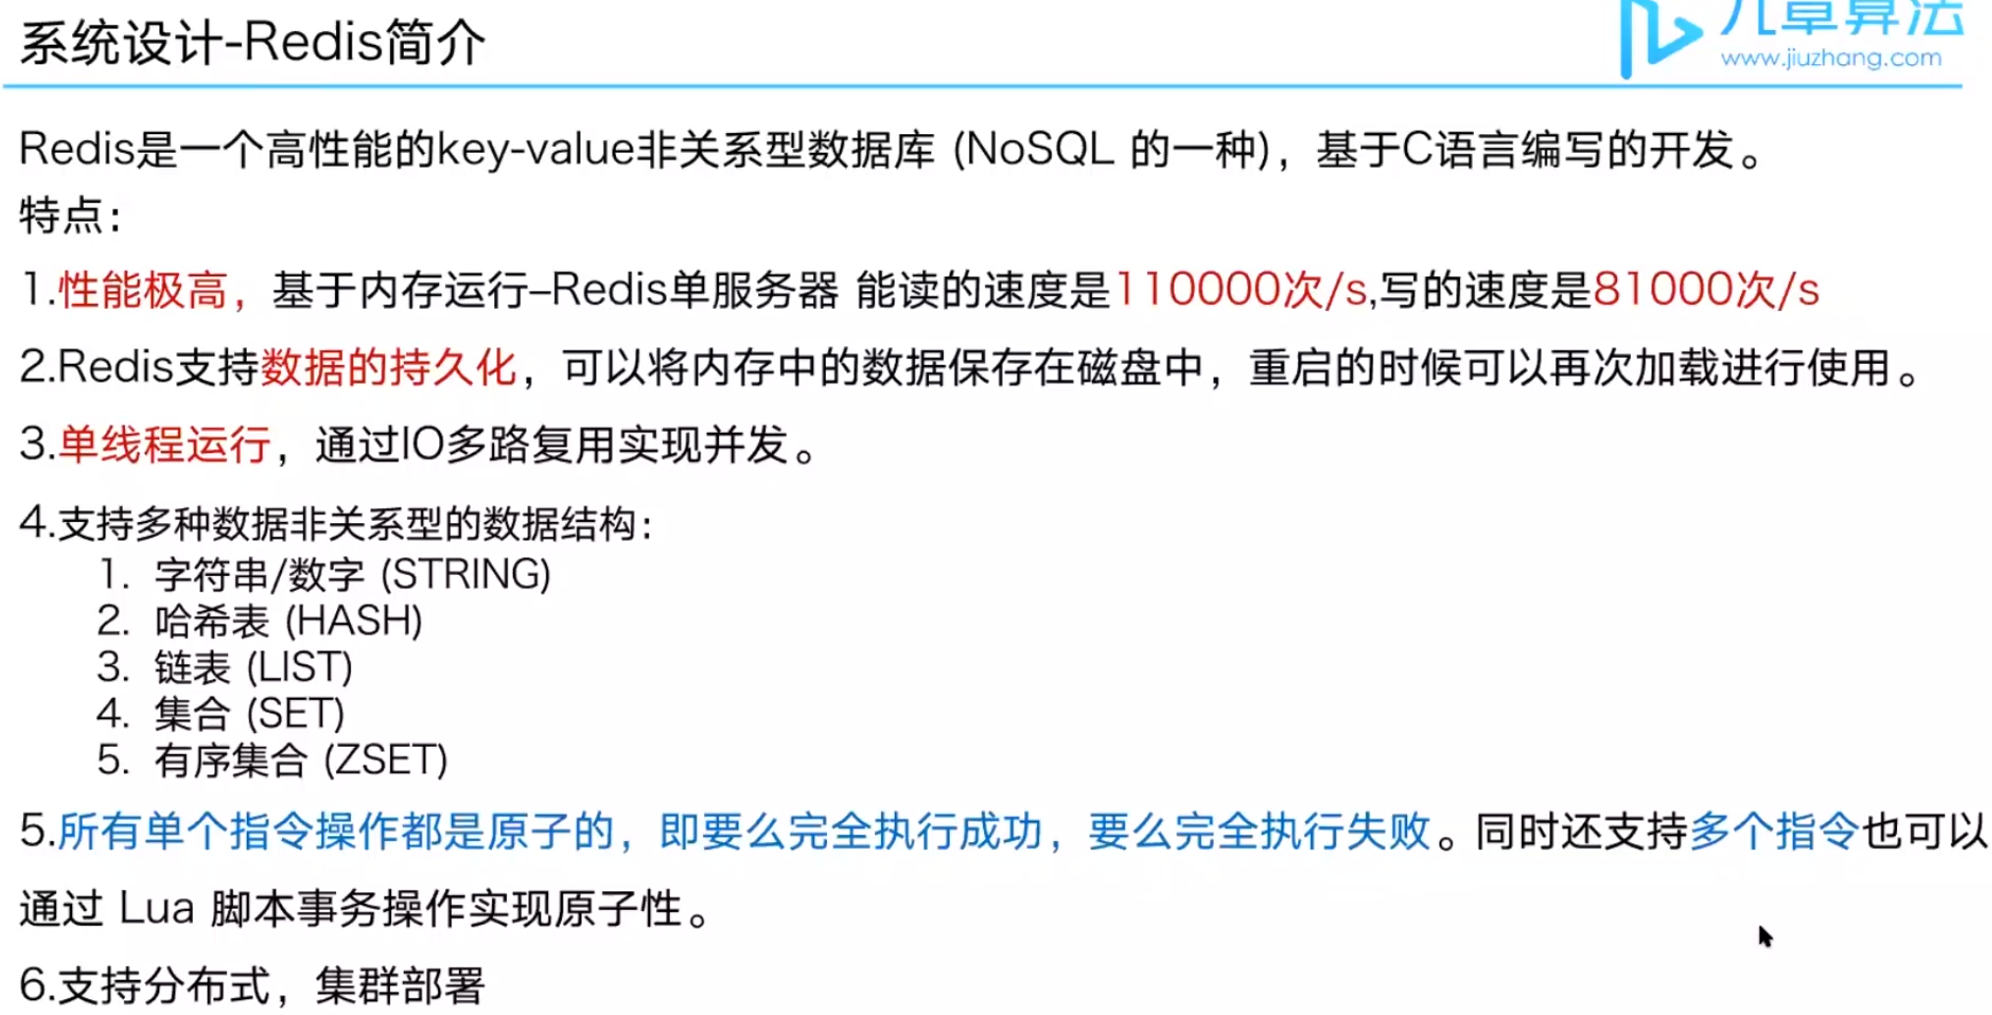 系统设计-Redis简介
九章算法
www.jiuzhang.com
Redis是一个高性能的key-value非关系型数据库 (NoSQL 的一种)，基于C语言编写的开发。
特点：
1.性能极高，基于内存运行–Redis单服务器 能读的速度是110000次/s,写的速度是81000次/s
2.Redis支持数据的持久化，可以将内存中的数据保存在磁盘中，重启的时候可以再次加载进行使用。
3.单线程运行，通过IO多路复用实现并发。
4.支持多种数据非关系型的数据结构：
1. 字符串/数字 (STRING)
2. 哈希表 (HASH)
3. 链表 (LIST)
4. 集合 (SET)
5. 有序集合 (ZSET)
5.所有单个指令操作都是原子的，即要么完全执行成功，要么完全执行失败。同时还支持多个指令也可以
通过 Lua 脚本事务操作实现原子性。
6.支持分布式，集群部署